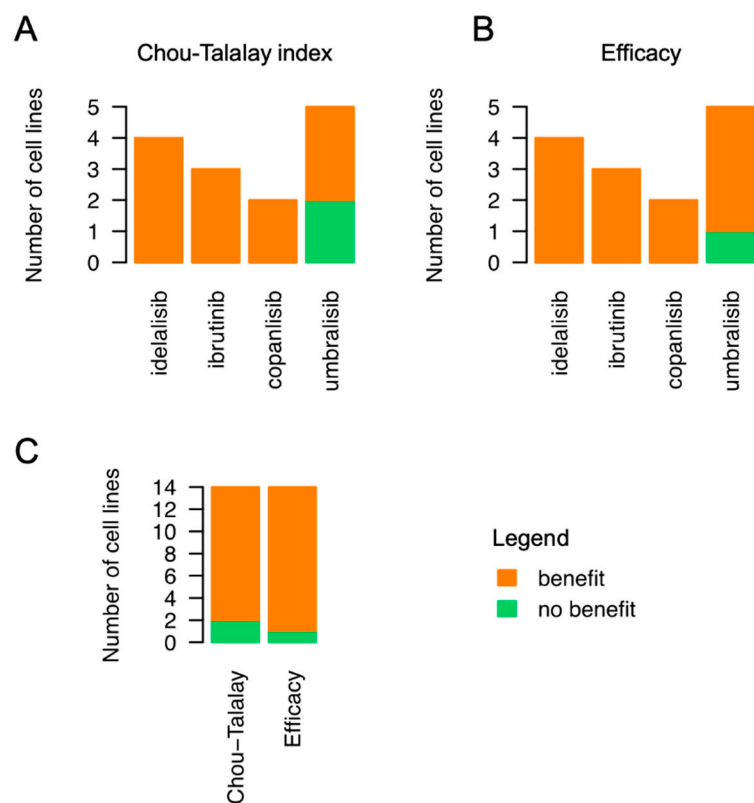 A
Chou-Talalay index
Number of cell lines
5
4
3
2
1
0
idelalisib
ibrutinib
copanlisib
umbralisib
B
Efficacy
Number of cell lines
5
4
3
2
1
0
idelalisib
ibrutinib
copanlisib
umbralisib
C
Number of cell lines
14
12
10
8
6
4
2
0
Chou−Talalay
Efficacy
Legend
benefit
no benefit